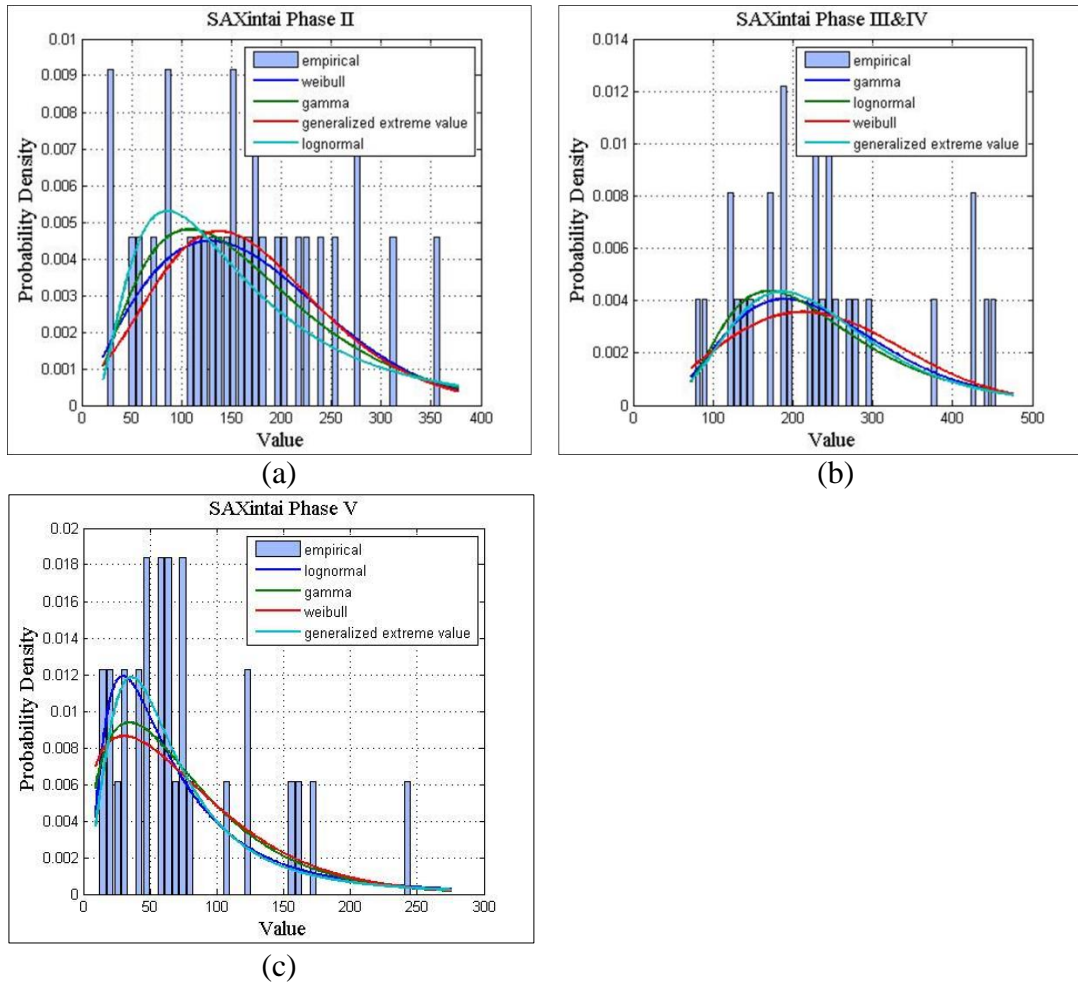 SAXintai Phase II
0.01
0.009
0.008
0.007
0.006
0.005
0.004
0.003
0.002
0.001
0
Probability Density
empirical
weibull
gamma
generalized extreme value
lognormal
0 50 100 150 200 250 300 350 400
Value
(a)
SAXintai Phase III&IV
0.014
0.012
0.01
0.008
0.006
0.004
0.002
0
Probability Density
empirical
gamma
lognormal
weibull
generalized extreme value
0 100 200 300 400 500
Value
(b)
SAXintai Phase V
0.02
0.018
0.016
0.014
0.012
0.01
0.008
0.006
0.004
0.002
0
Probability Density
empirical
lognormal
gamma
weibull
generalized extreme value
0 50 100 150 200 250 300
Value
(c)